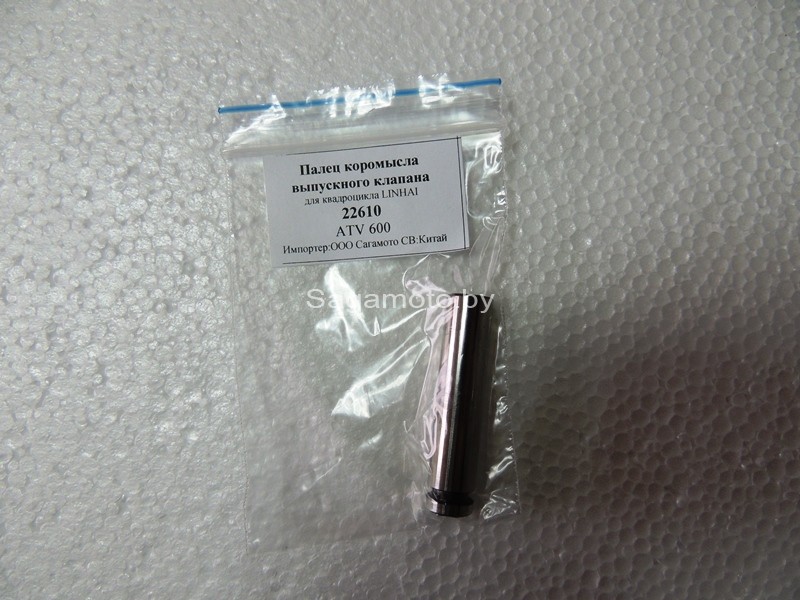 Палец коромысла
выпускного клапана
для квадроцикла LINHAI
22610
ATV 600
Импортер:ООО Сагамото СВ:Китай
Sagamoto.by